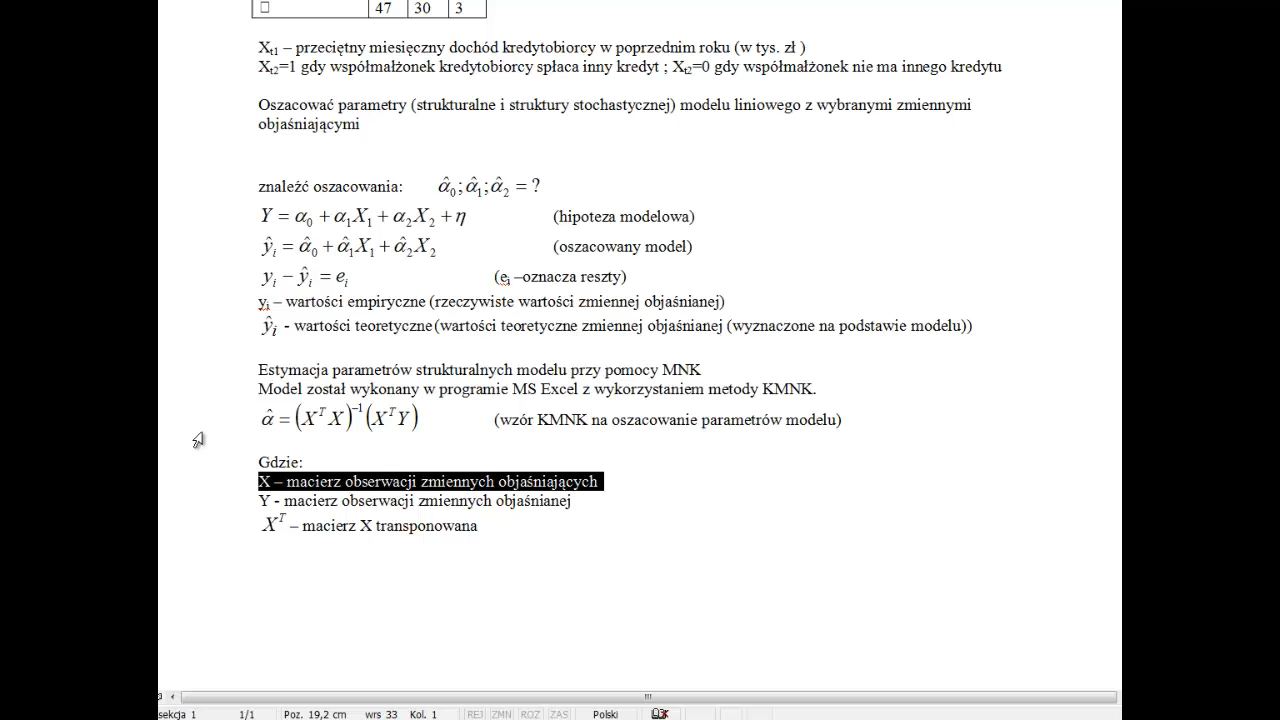 □ 47 30 3
Xt1 – przeciętny miesięczny dochód kredytobiorcy w poprzednim roku (w tys. zł )
Xt2=1 gdy współmałżonek kredytobiorcy spłaca inny kredyt ; Xt2=0 gdy współmałżonek nie ma innego kredytu
Oszacować parametry (strukturalne i struktury stochastycznej) modelu liniowego z wybranymi zmiennymi
objaśniającymi
znaleźć oszacowania: α̂₀; α̂₁; α̂₂ = ?
Y = α₀ + α₁X₁ + α₂X₂ + η (hipoteza modelowa)
ŷᵢ = α̂₀ + α̂₁X₁ + α̂₂X₂ (oszacowany model)
yᵢ − ŷᵢ = eᵢ (ei –oznacza reszty)
yi – wartości empiryczne (rzeczywiste wartości zmiennej objaśnianej)
ŷᵢ - wartości teoretyczne (wartości teoretyczne zmiennej objaśnianej (wyznaczone na podstawie modelu))
Estymacja parametrów strukturalnych modelu przy pomocy MNK
Model został wykonany w programie MS Excel z wykorzystaniem metody KMNK.
α̂ = (XᵀX)⁻¹(XᵀY) (wzór KMNK na oszacowanie parametrów modelu)
Gdzie:
X – macierz obserwacji zmiennych objaśniających
Y - macierz obserwacji zmiennych objaśnianej
Xᵀ – macierz X transponowana
sekcja 1 1/1 Poz. 19,2 cm wrs 33 Kol. 1 REJ ZMN ROZ ZAS Polski